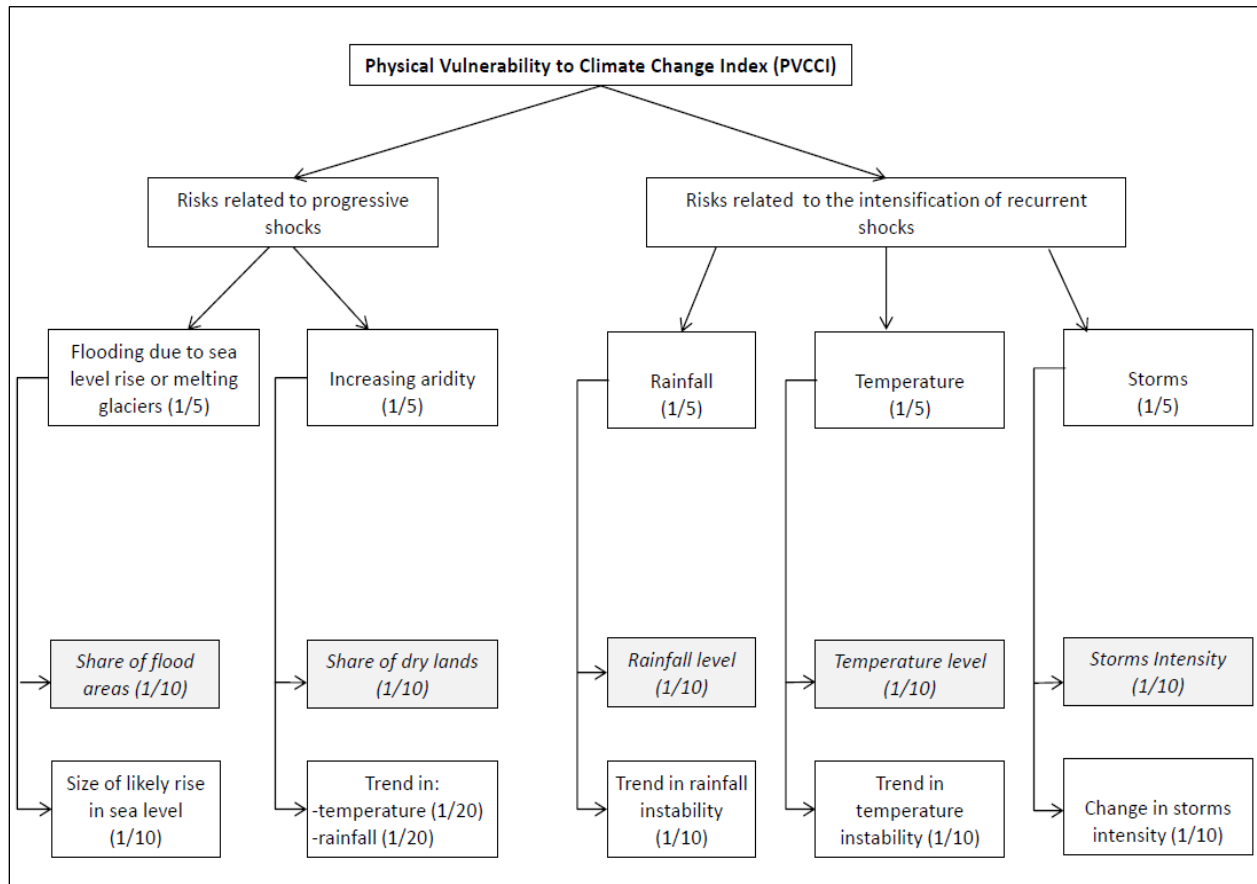 Physical Vulnerability to Climate Change Index (PVCCI)
Risks related to progressive
shocks
Risks related to the intensification of recurrent
shocks
Flooding due to sea
level rise or melting
glaciers (1/5)
Increasing aridity
(1/5)
Rainfall
(1/5)
Temperature
(1/5)
Storms
(1/5)
Share of flood
areas (1/10)
Share of dry lands
(1/10)
Rainfall level
(1/10)
Temperature level
(1/10)
Storms Intensity
(1/10)
Size of likely rise
in sea level
(1/10)
Trend in:
-temperature (1/20)
-rainfall (1/20)
Trend in rainfall
instability
(1/10)
Trend in
temperature
instability (1/10)
Change in storms
intensity (1/10)